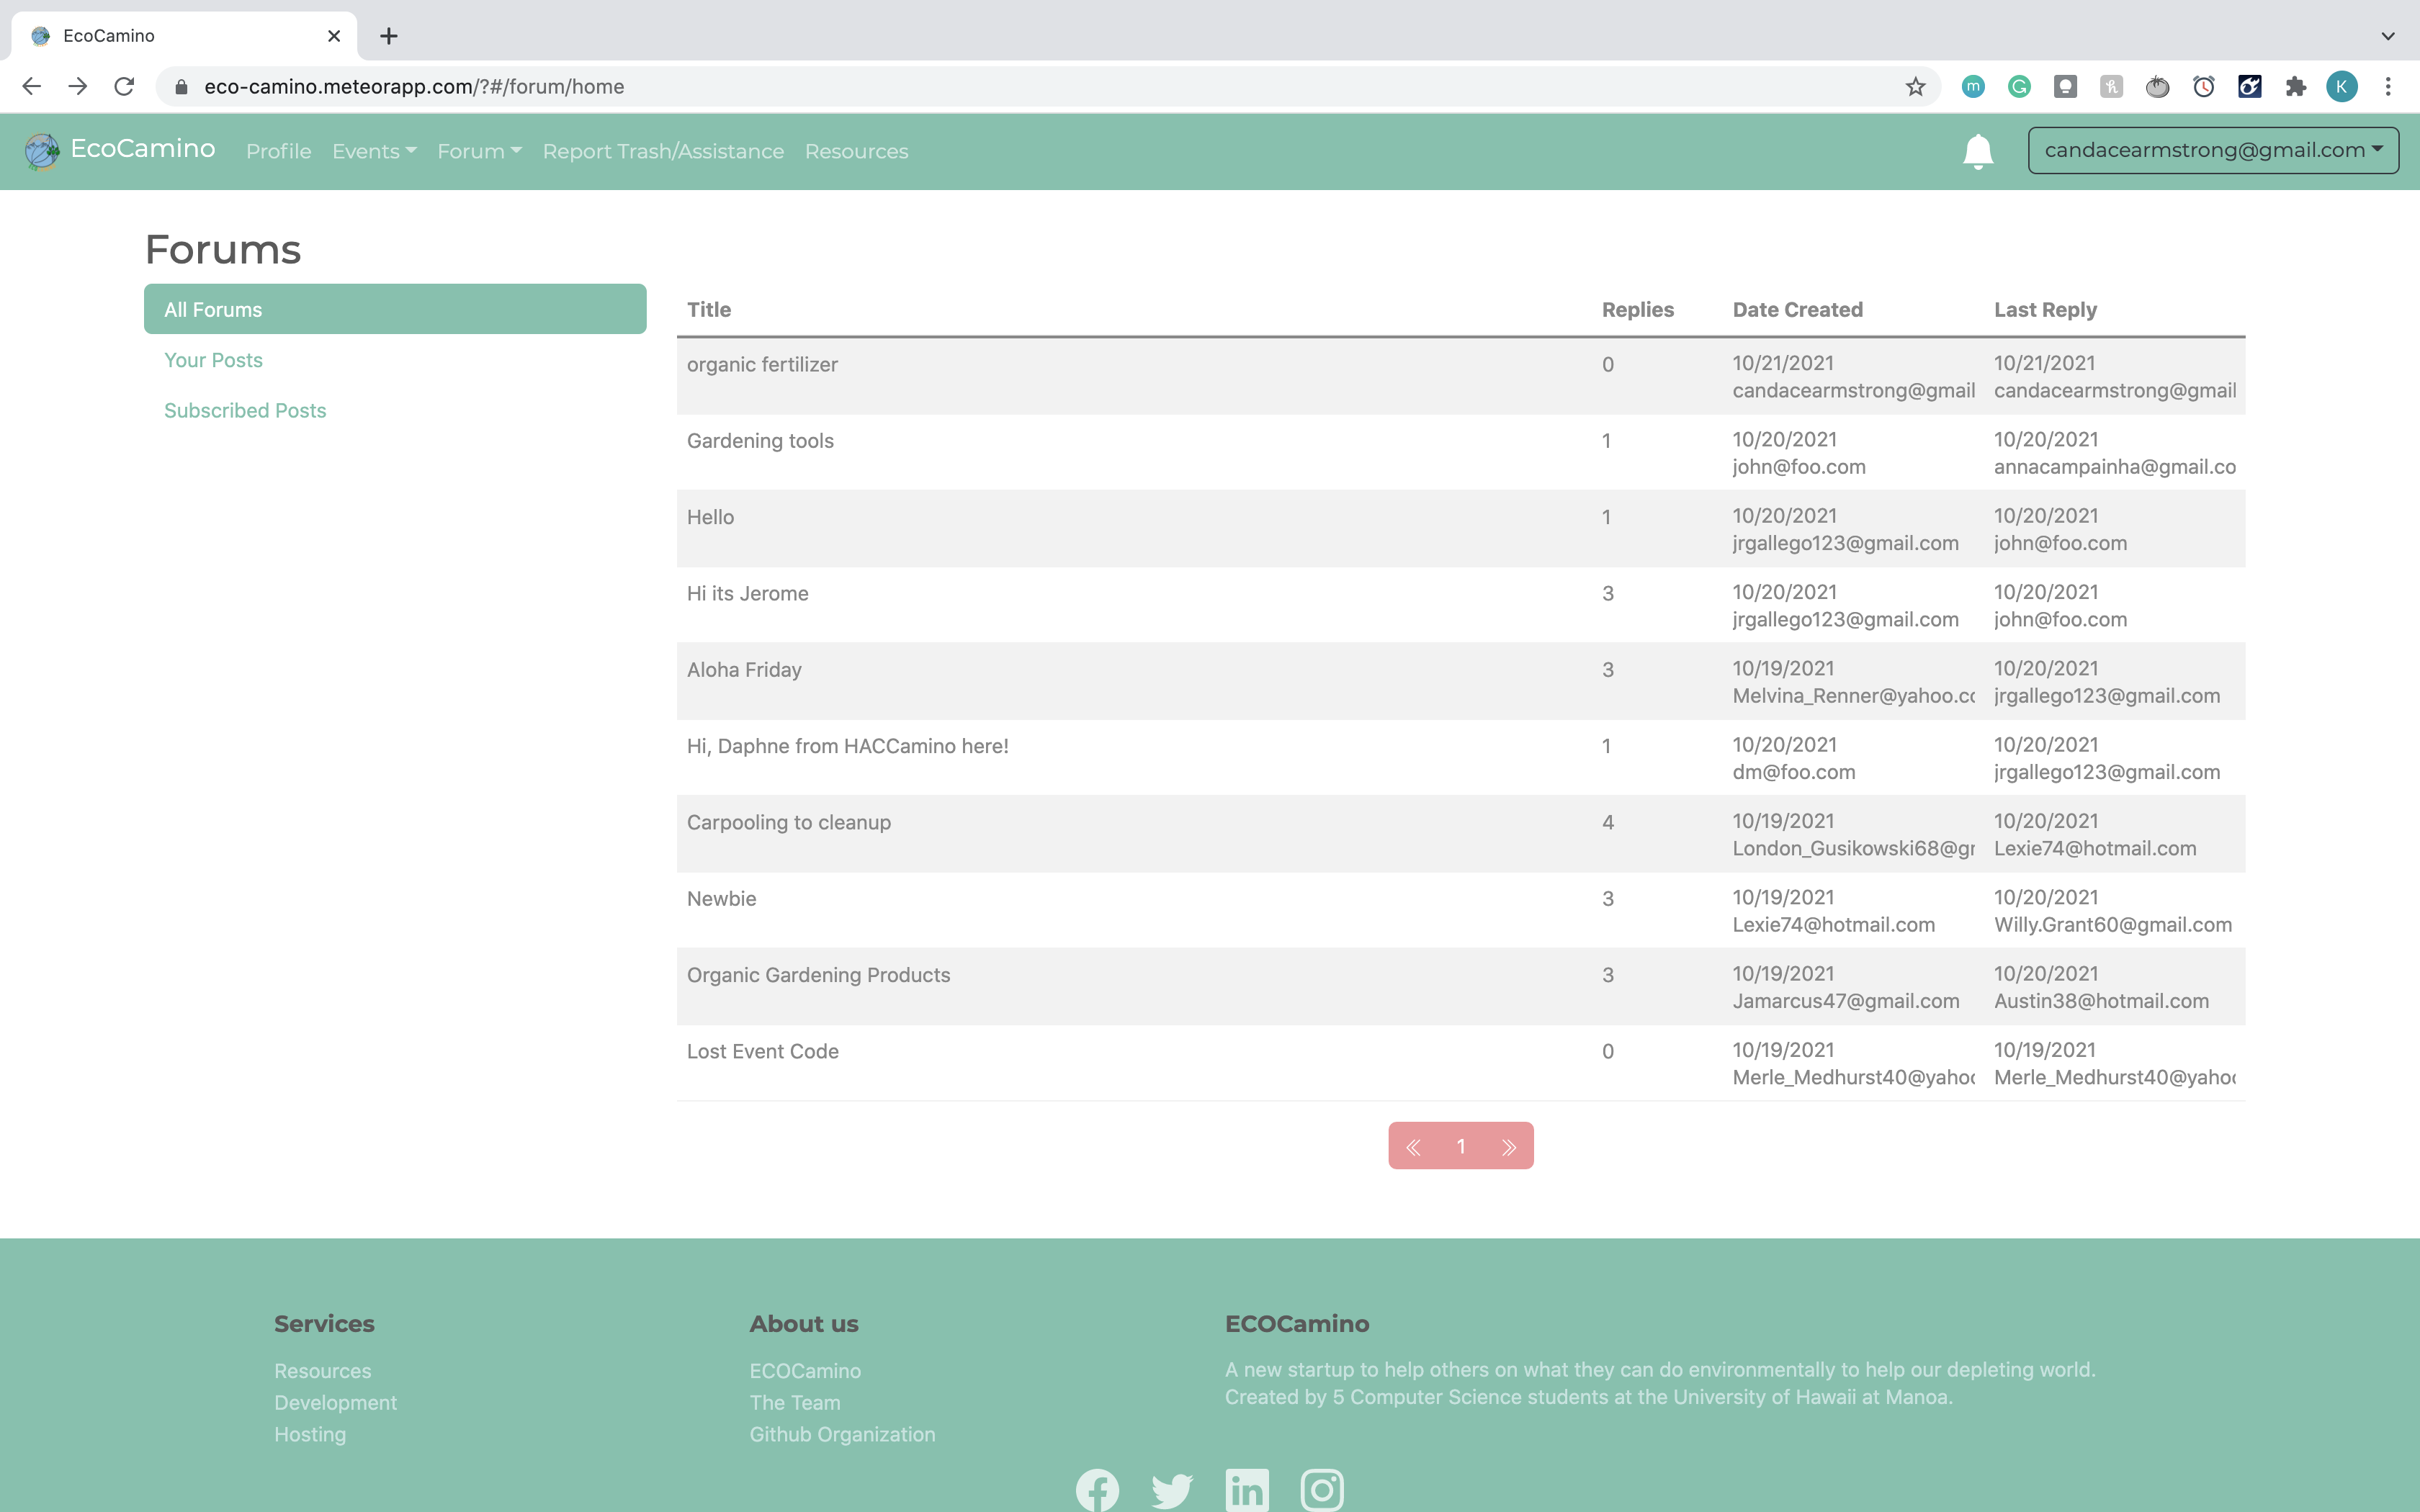 EcoCamino
eco-camino.meteorapp.com/?#/forum/home
m
G
K
EcoCamino Profile Events Forum Report Trash/Assistance Resources candacearmstrong@gmail.com
Forums
All Forums
Your Posts
Subscribed Posts
Title Replies Date Created Last Reply
organic fertilizer 0 10/21/2021 10/21/2021
candacearmstrong@gmail candacearmstrong@gmail
Gardening tools 1 10/20/2021 10/20/2021
john@foo.com annacampainha@gmail.co
Hello 1 10/20/2021 10/20/2021
jrgallego123@gmail.com john@foo.com
Hi its Jerome 3 10/20/2021 10/20/2021
jrgallego123@gmail.com john@foo.com
Aloha Friday 3 10/19/2021 10/20/2021
Melvina_Renner@yahoo.co jrgallego123@gmail.com
Hi, Daphne from HACCamino here! 1 10/20/2021 10/20/2021
dm@foo.com jrgallego123@gmail.com
Carpooling to cleanup 4 10/19/2021 10/20/2021
London_Gusikowski68@g Lexie74@hotmail.com
Newbie 3 10/19/2021 10/20/2021
Lexie74@hotmail.com Willy.Grant60@gmail.com
Organic Gardening Products 3 10/19/2021 10/20/2021
Jamarcus47@gmail.com Austin38@hotmail.com
Lost Event Code 0 10/19/2021 10/19/2021
Merle_Medhurst40@yahoo Merle_Medhurst40@yahoo
« 1 »
Services
Resources
Development
Hosting
About us
ECOCamino
The Team
Github Organization
ECOCamino
A new startup to help others on what they can do environmentally to help our depleting world.
Created by 5 Computer Science students at the University of Hawaii at Manoa.